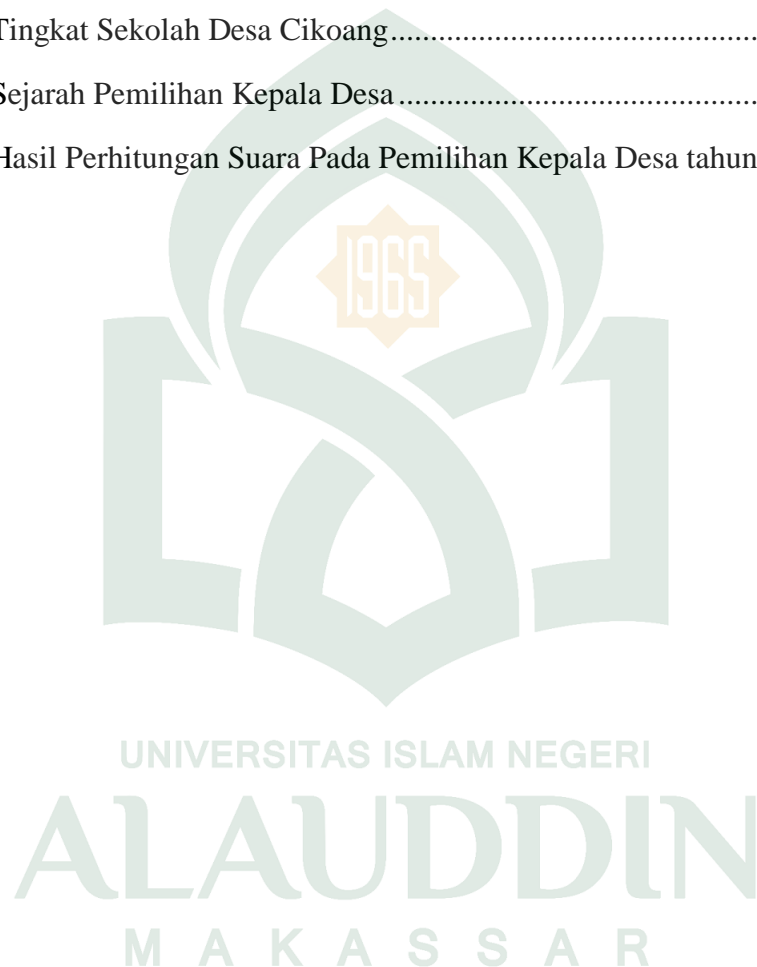 Tingkat Sekolah Desa Cikoang................................................
Sejarah Pemilihan Kepala Desa................................................
Hasil Perhitungan Suara Pada Pemilihan Kepala Desa tahun
1965
UNIVERSITAS ISLAM NEGERI
ALAUDDIN
MAKASSAR